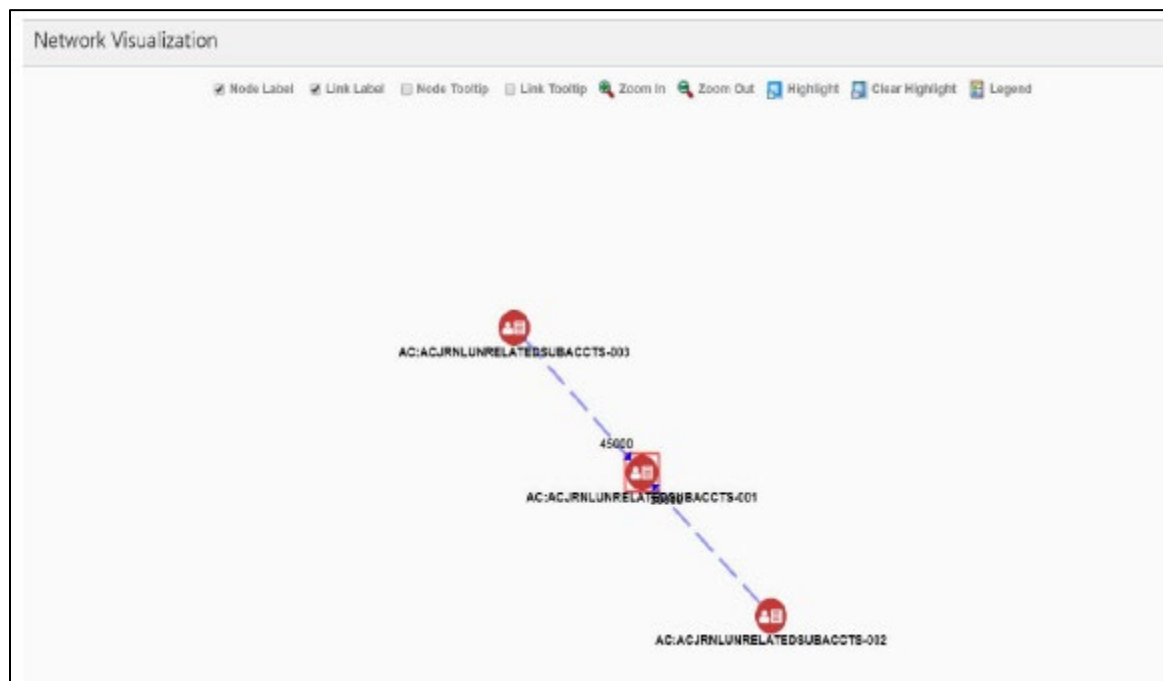 Network Visualization
Node Label Link Label Node Tooltip Link Tooltip Zoom In Zoom Out Highlight Clear Highlight Legend
AC:ACJRNLUNRELATEDSUBACCTS-003
45000
AC:ACJRNLUNRELATEDSUBACCTS-001
AC:ACJRNLUNRELATEDSUBACCTS-002